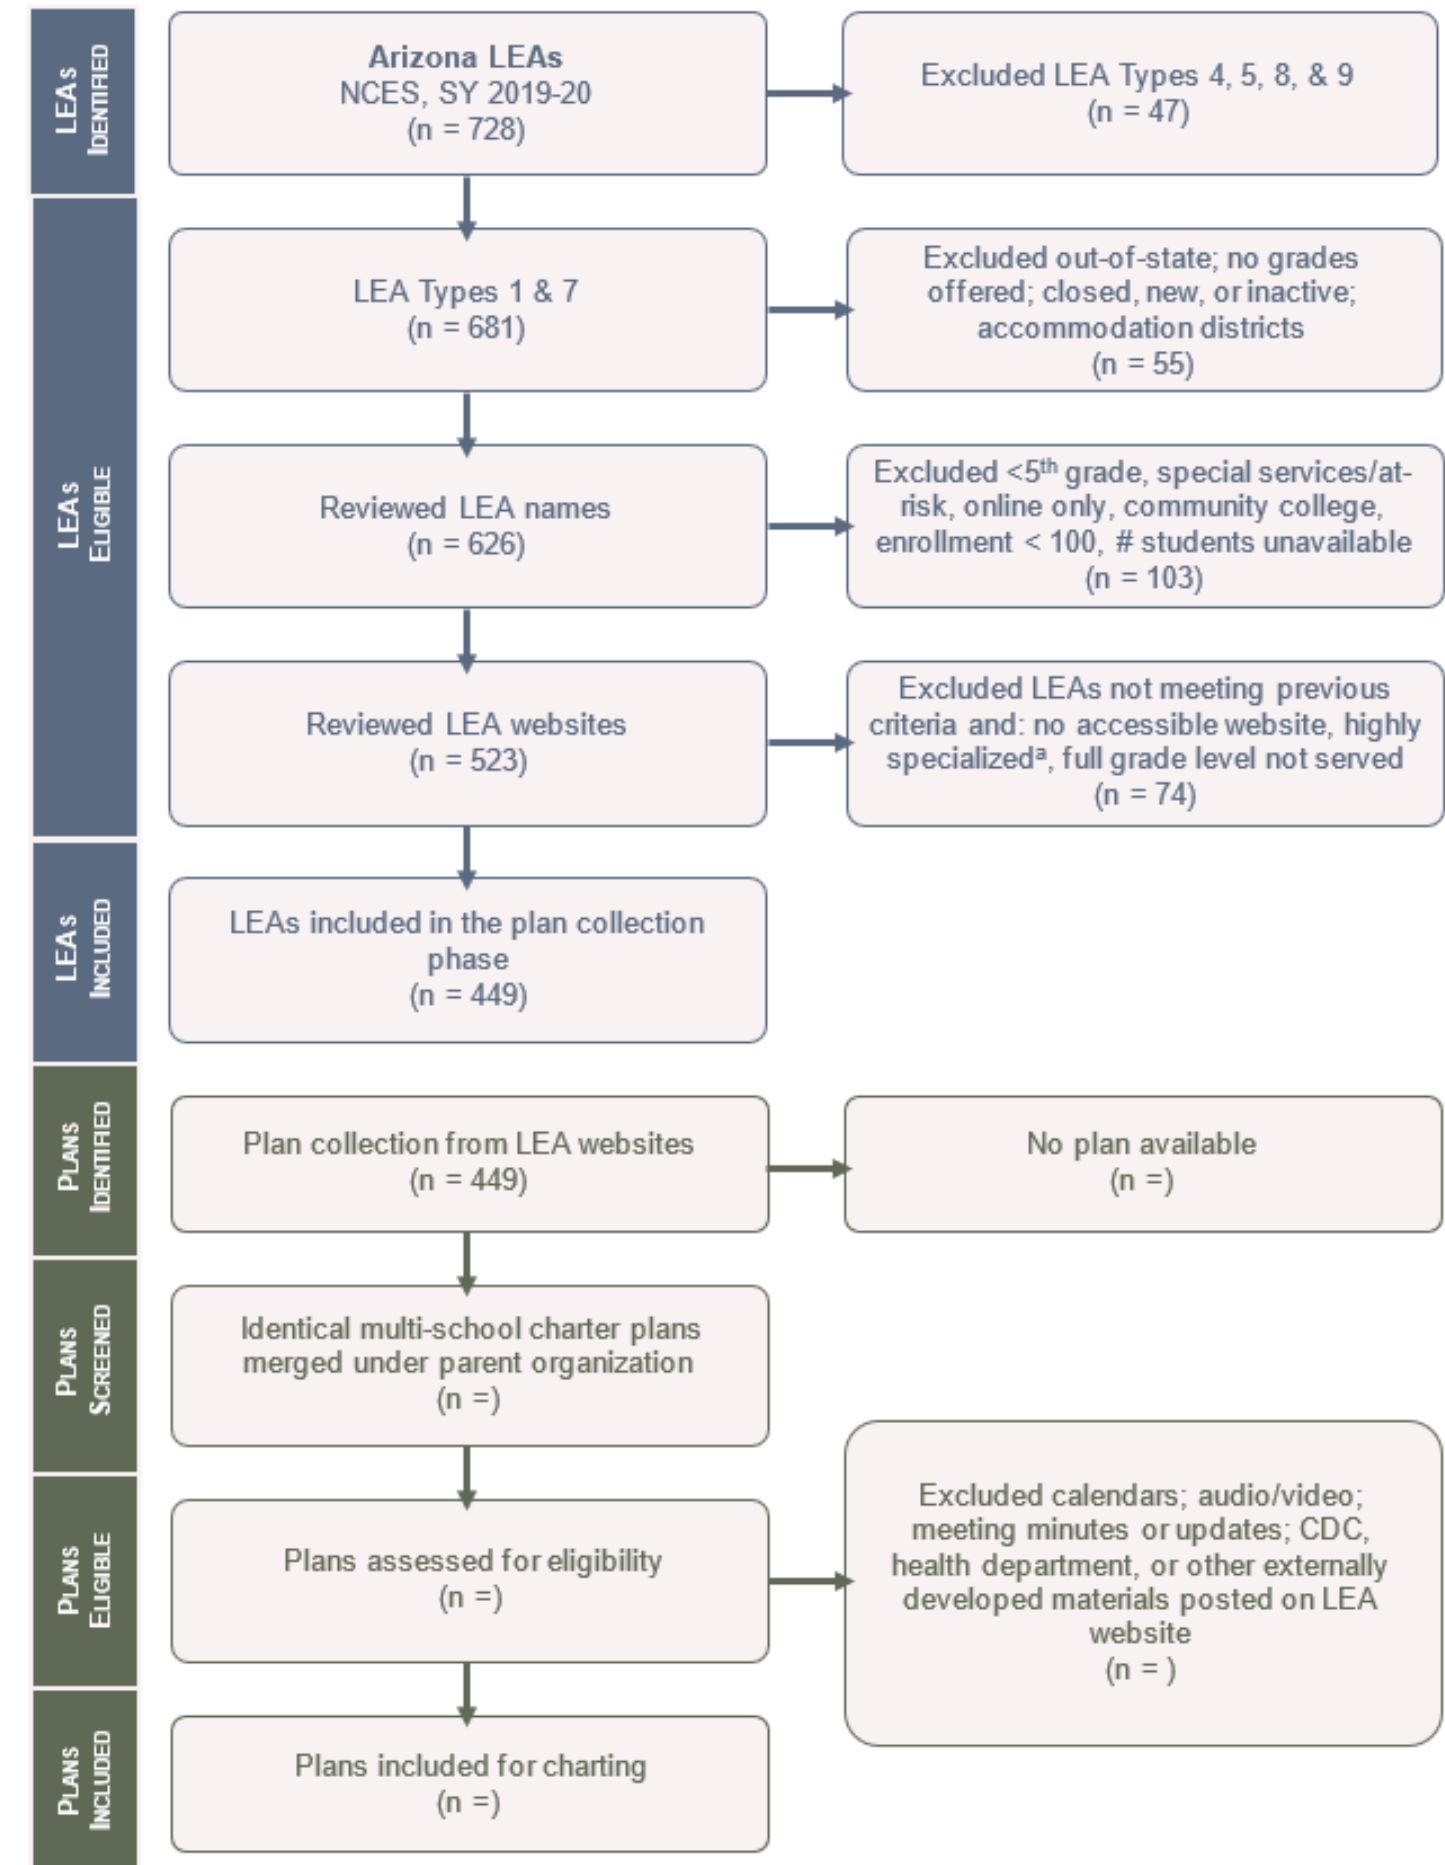 LEAs
IDENTIFIED
Arizona LEAs
NCES, SY 2019-20
(n = 728)
Excluded LEA Types 4, 5, 8, & 9
(n = 47)
LEAs
ELIGIBLE
LEA Types 1 & 7
(n = 681)
Excluded out-of-state; no grades
offered; closed, new, or inactive;
accommodation districts
(n = 55)
Reviewed LEA names
(n = 626)
Excluded <5th grade, special services/at-
risk, online only, community college,
enrollment < 100, # students unavailable
(n = 103)
Reviewed LEA websites
(n = 523)
Excluded LEAs not meeting previous
criteria and: no accessible website, highly
specializedª, full grade level not served
(n = 74)
LEAs
INCLUDED
LEAs included in the plan collection
phase
(n = 449)
PLANS
IDENTIFIED
Plan collection from LEA websites
(n = 449)
No plan available
(n =)
PLANS
SCREENED
Identical multi-school charter plans
merged under parent organization
(n =)
PLANS
ELIGIBLE
Plans assessed for eligibility
(n =)
Excluded calendars; audio/video;
meeting minutes or updates; CDC,
health department, or other externally
developed materials posted on LEA
website
(n = )
PLANS
INCLUDED
Plans included for charting
(n =)